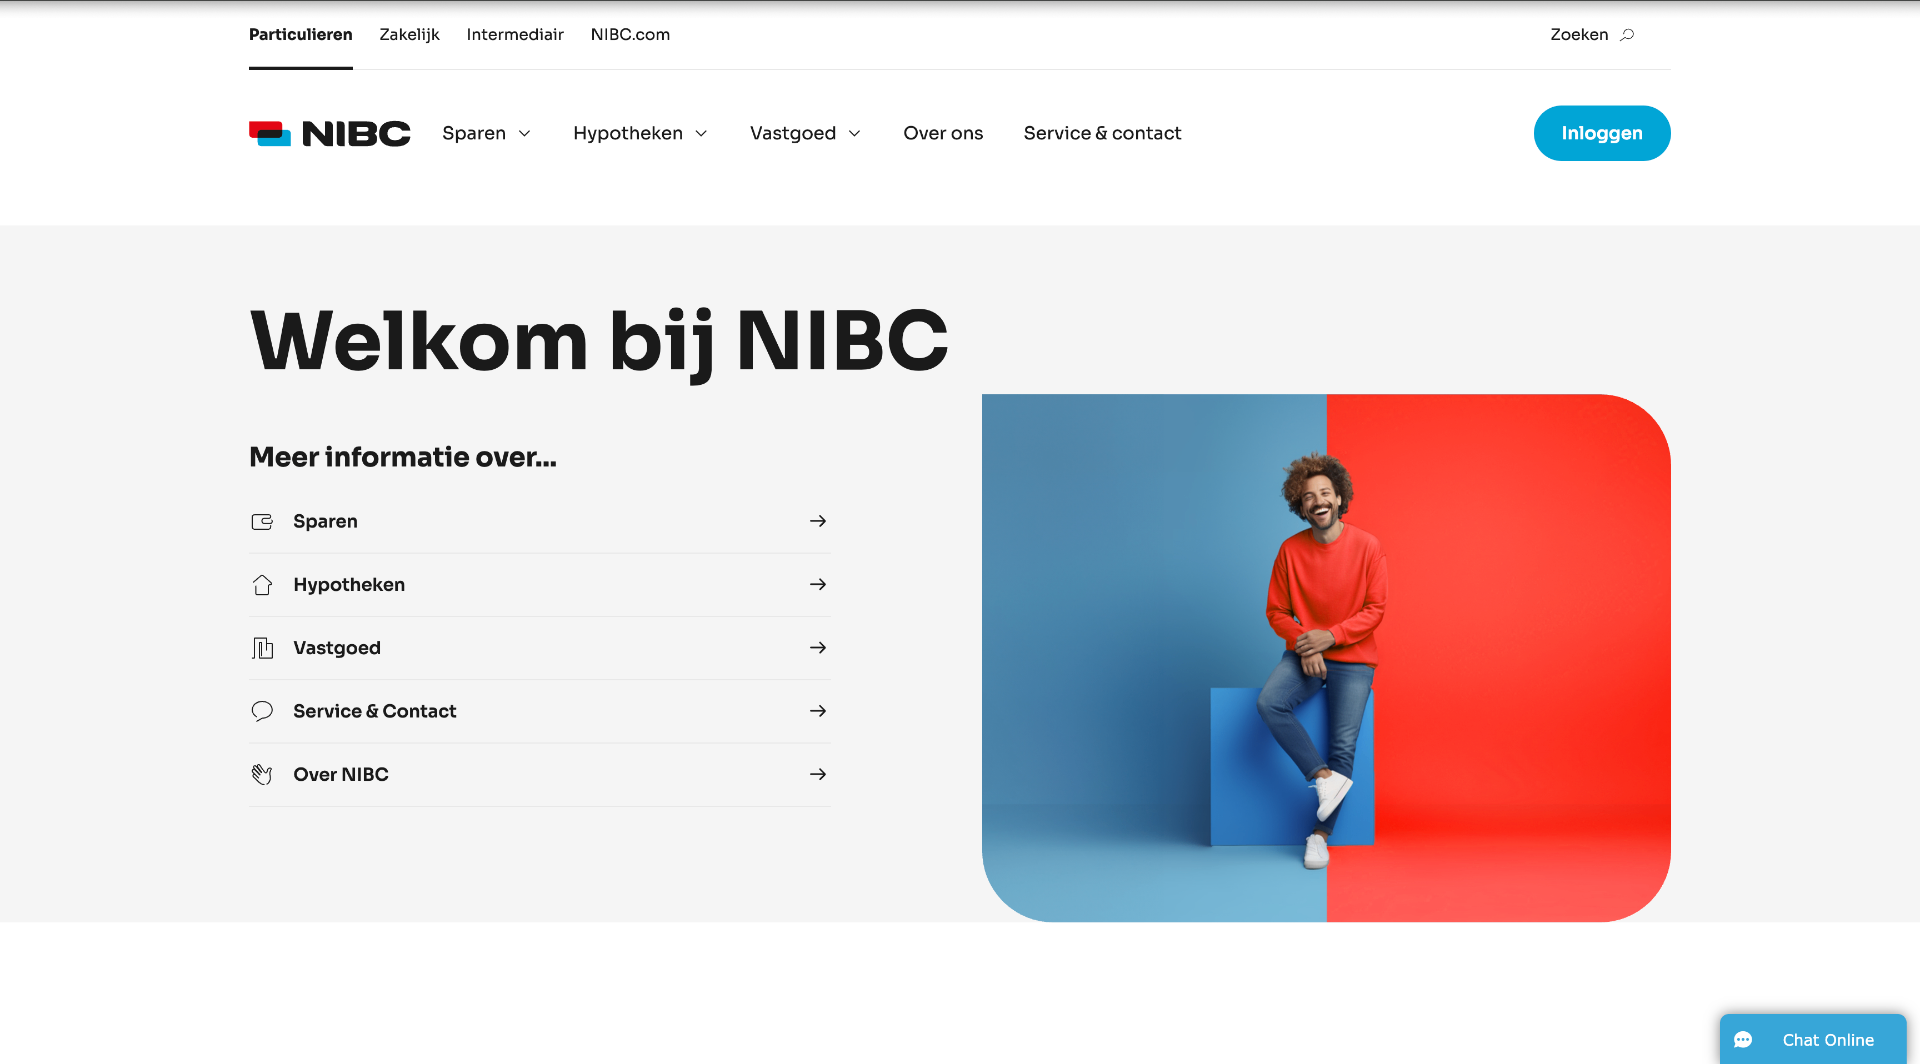 Particulieren Zakelijk Intermediair NIBC.com Zoeken
NIBC Sparen Hypotheken Vastgoed Over ons Service & contact Inloggen
Welkom bij NIBC
Meer informatie over...
Sparen
Hypotheken
Vastgoed
Service & Contact
Over NIBC
Chat Online